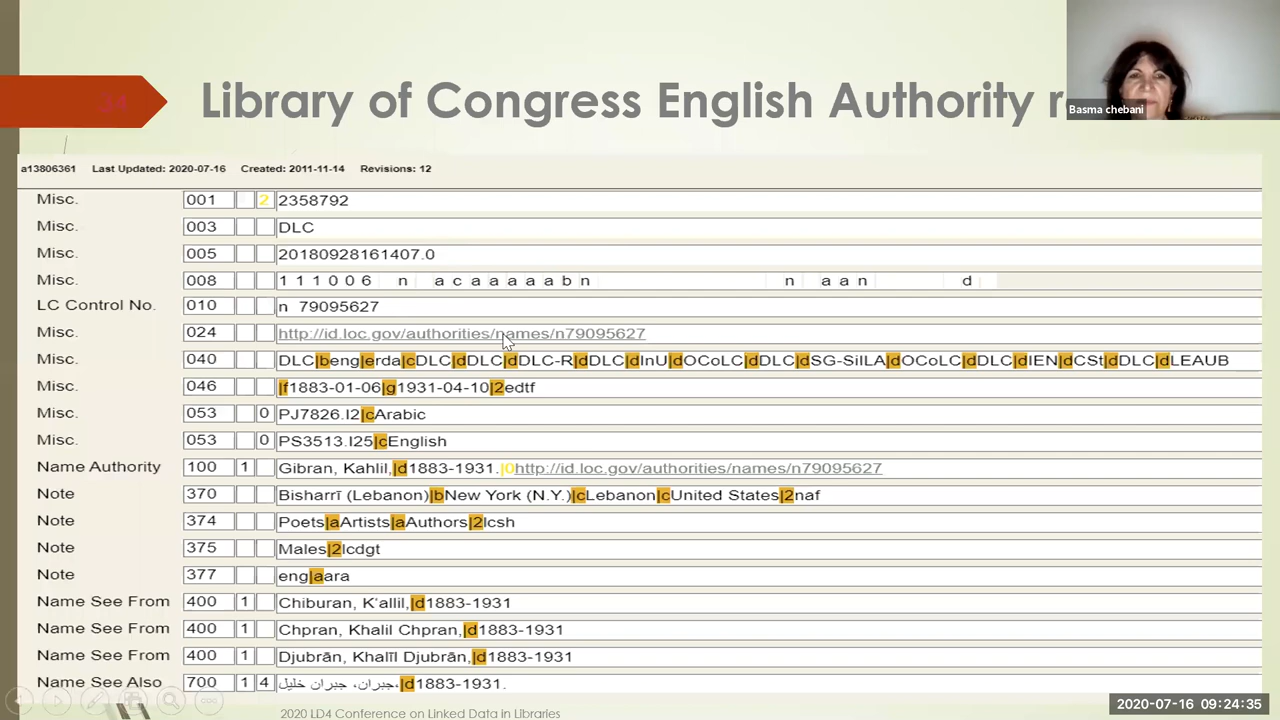 34
Library of Congress English Authority r
Basma chebani
a13806361 Last Updated: 2020-07-16 Created: 2011-11-14 Revisions: 12
Misc. 001 2 2358792
Misc. 003 DLC
Misc. 005 20180928161407.0
Misc. 008 1 1 1 0 0 6 n a c a a a a a b n n a a n d
LC Control No. 010 n 79095627
Misc. 024 http://id.loc.gov/authorities/names/n79095627
Misc. 040 DLC|beng|erda|cDLC|dDLC|dDLC-R|dDLC|dInU|dOCoLC|dDLC|dSG-SiILA|dOCoLC|dDLC|dIEN|dCSt|dDLC|dLEAUB
Misc. 046 |f1883-01-06|g1931-04-10|2edtf
Misc. 053 0 PJ7826.I2|cArabic
Misc. 053 0 PS3513.I25|cEnglish
Name Authority 100 1 Gibran, Kahlil,|d1883-1931.|0http://id.loc.gov/authorities/names/n79095627
Note 370 Bisharrī (Lebanon)|bNew York (N.Y.)|cLebanon|cUnited States|2naf
Note 374 Poets|aArtists|aAuthors|2lcsh
Note 375 Males|2lcdgt
Note 377 eng|aara
Name See From 400 1 Chiburan, Kʻallil,|d1883-1931
Name See From 400 1 Chpran, Khalil Chpran,|d1883-1931
Name See From 400 1 Djubrān, Khalīl Djubrān,|d1883-1931
Name See Also 700 1 4 جبران، جبران خليل،|d1883-1931.
2020 LD4 Conference on Linked Data in Libraries
2020-07-16 09:24:35